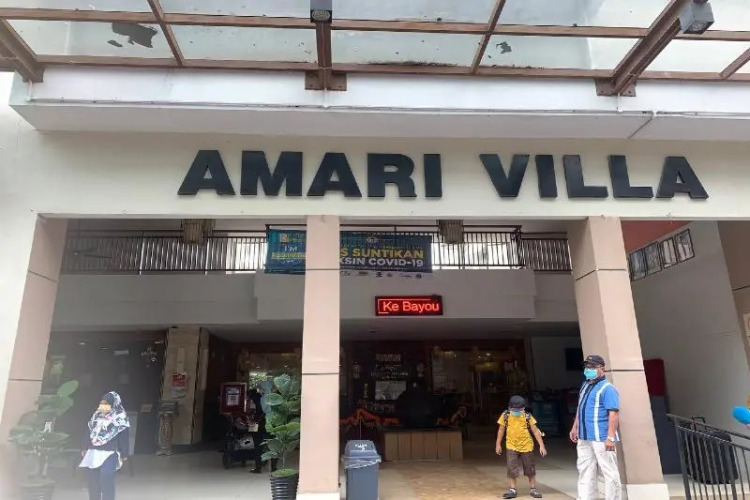 AMARI VILLA
S SUNTIKAN
KSIN COVID-19
Ke Bayou